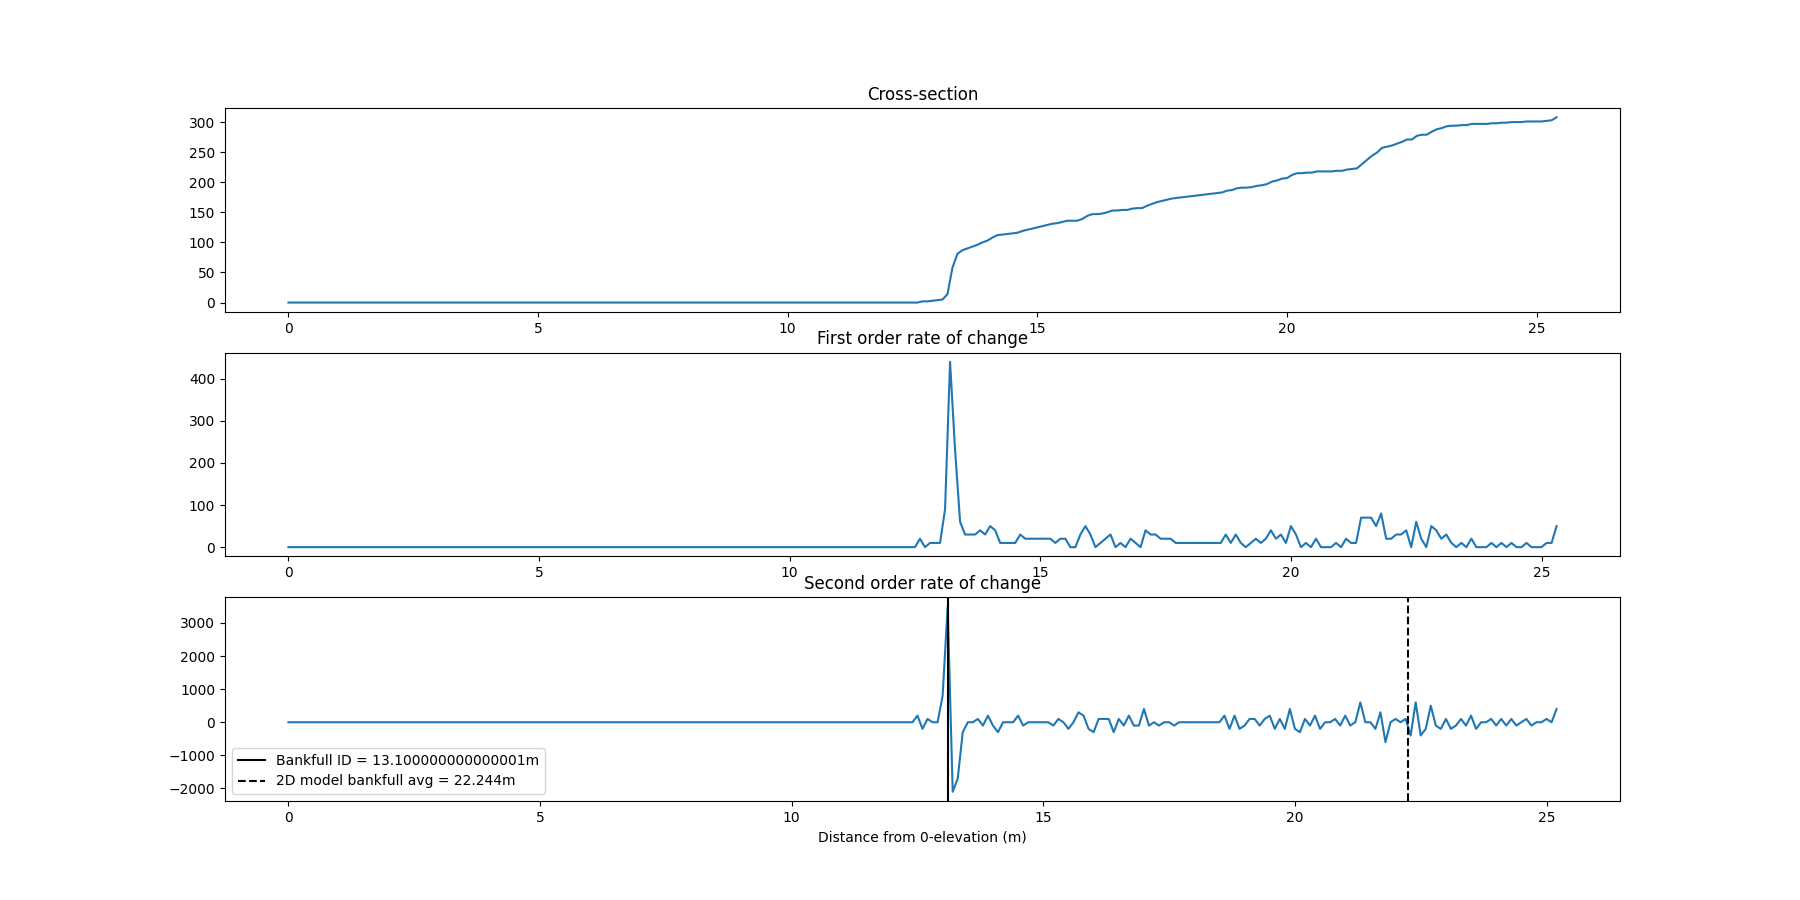 Cross-section
300
250
200
150
100
50
0
0 5 10 15 20 25
First order rate of change
400
300
200
100
0
0 5 10 15 20 25
Second order rate of change
3000
2000
1000
0
−1000
−2000
Bankfull ID = 13.100000000000001m
2D model bankfull avg = 22.244m
0 5 10 15 20 25
Distance from 0-elevation (m)